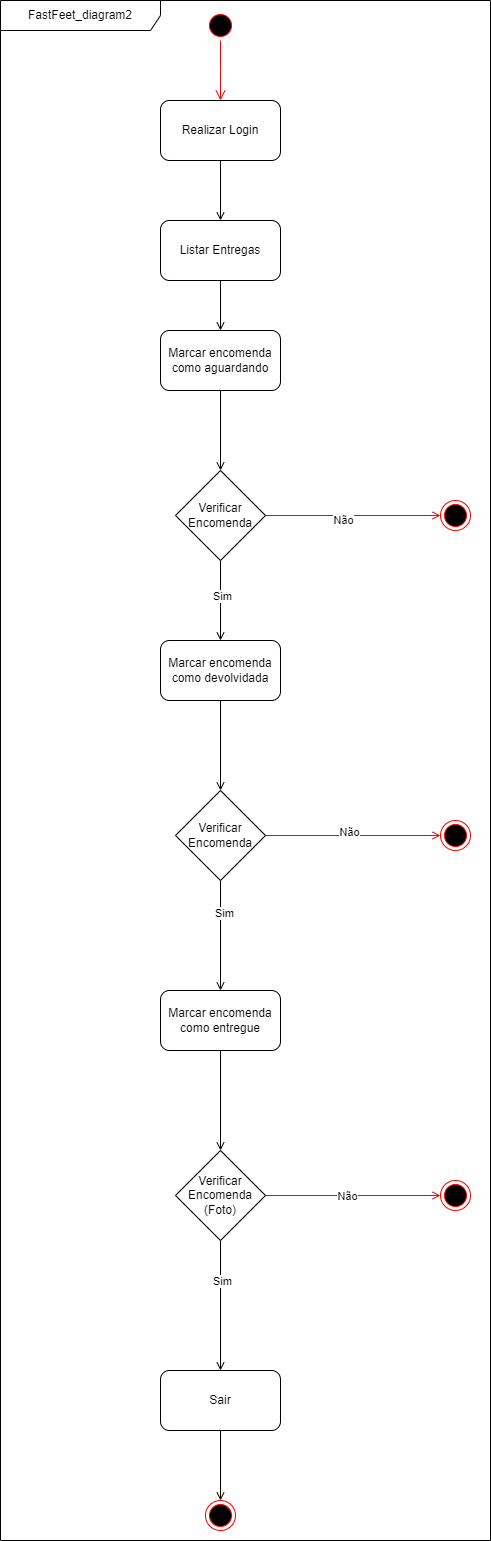 FastFeet_diagram2
Realizar Login
Listar Entregas
Marcar encomenda
como aguardando
Verificar
Encomenda
Não
Sim
Marcar encomenda
como devolvidada
Verificar
Encomenda
Não
Sim
Marcar encomenda
como entregue
Verificar
Encomenda
(Foto)
Não
Sim
Sair